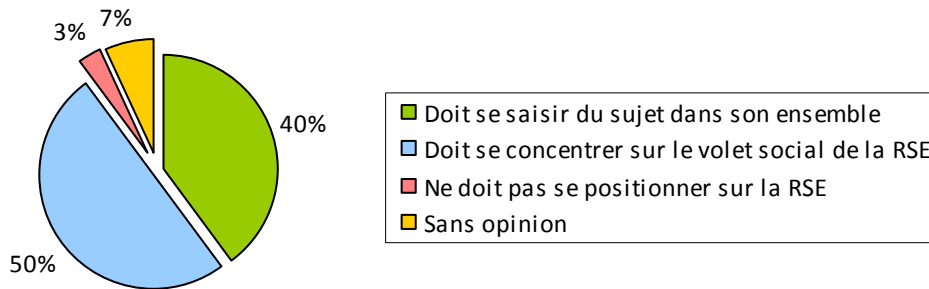 7%
3%
40%
50%
Doit se saisir du sujet dans son ensemble
Doit se concentrer sur le volet social de la RSE
Ne doit pas se positionner sur la RSE
Sans opinion